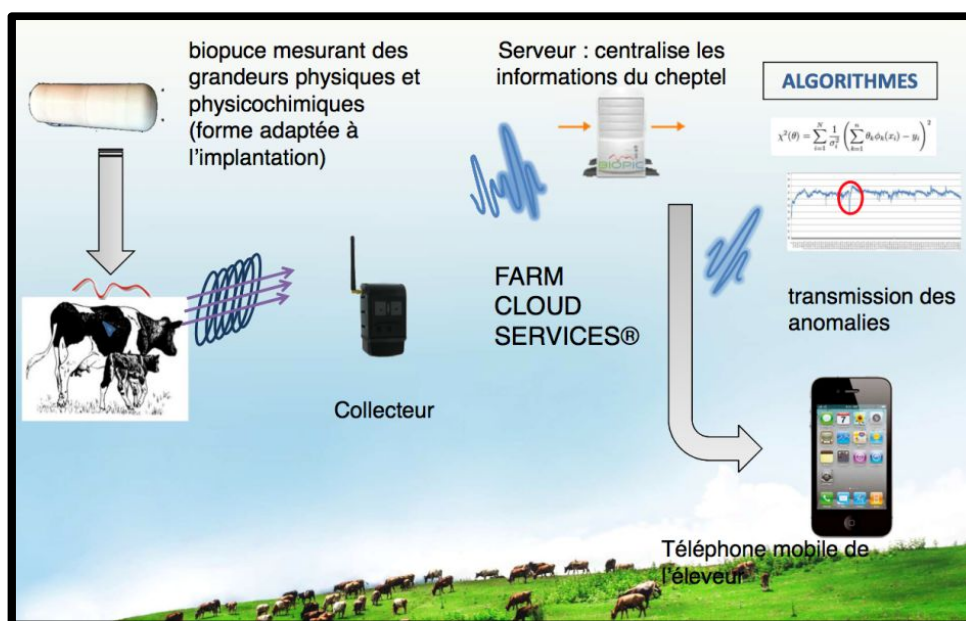 biopuce mesurant des
grandeurs physiques et
physicochimiques
(forme adaptée à
l'implantation)
Serveur : centralise les
informations du cheptel
BIOPIC
ALGORITHMES
FARM
CLOUD
SERVICES®
transmission des
anomalies
Collecteur
Téléphone mobile de
l'éleveur